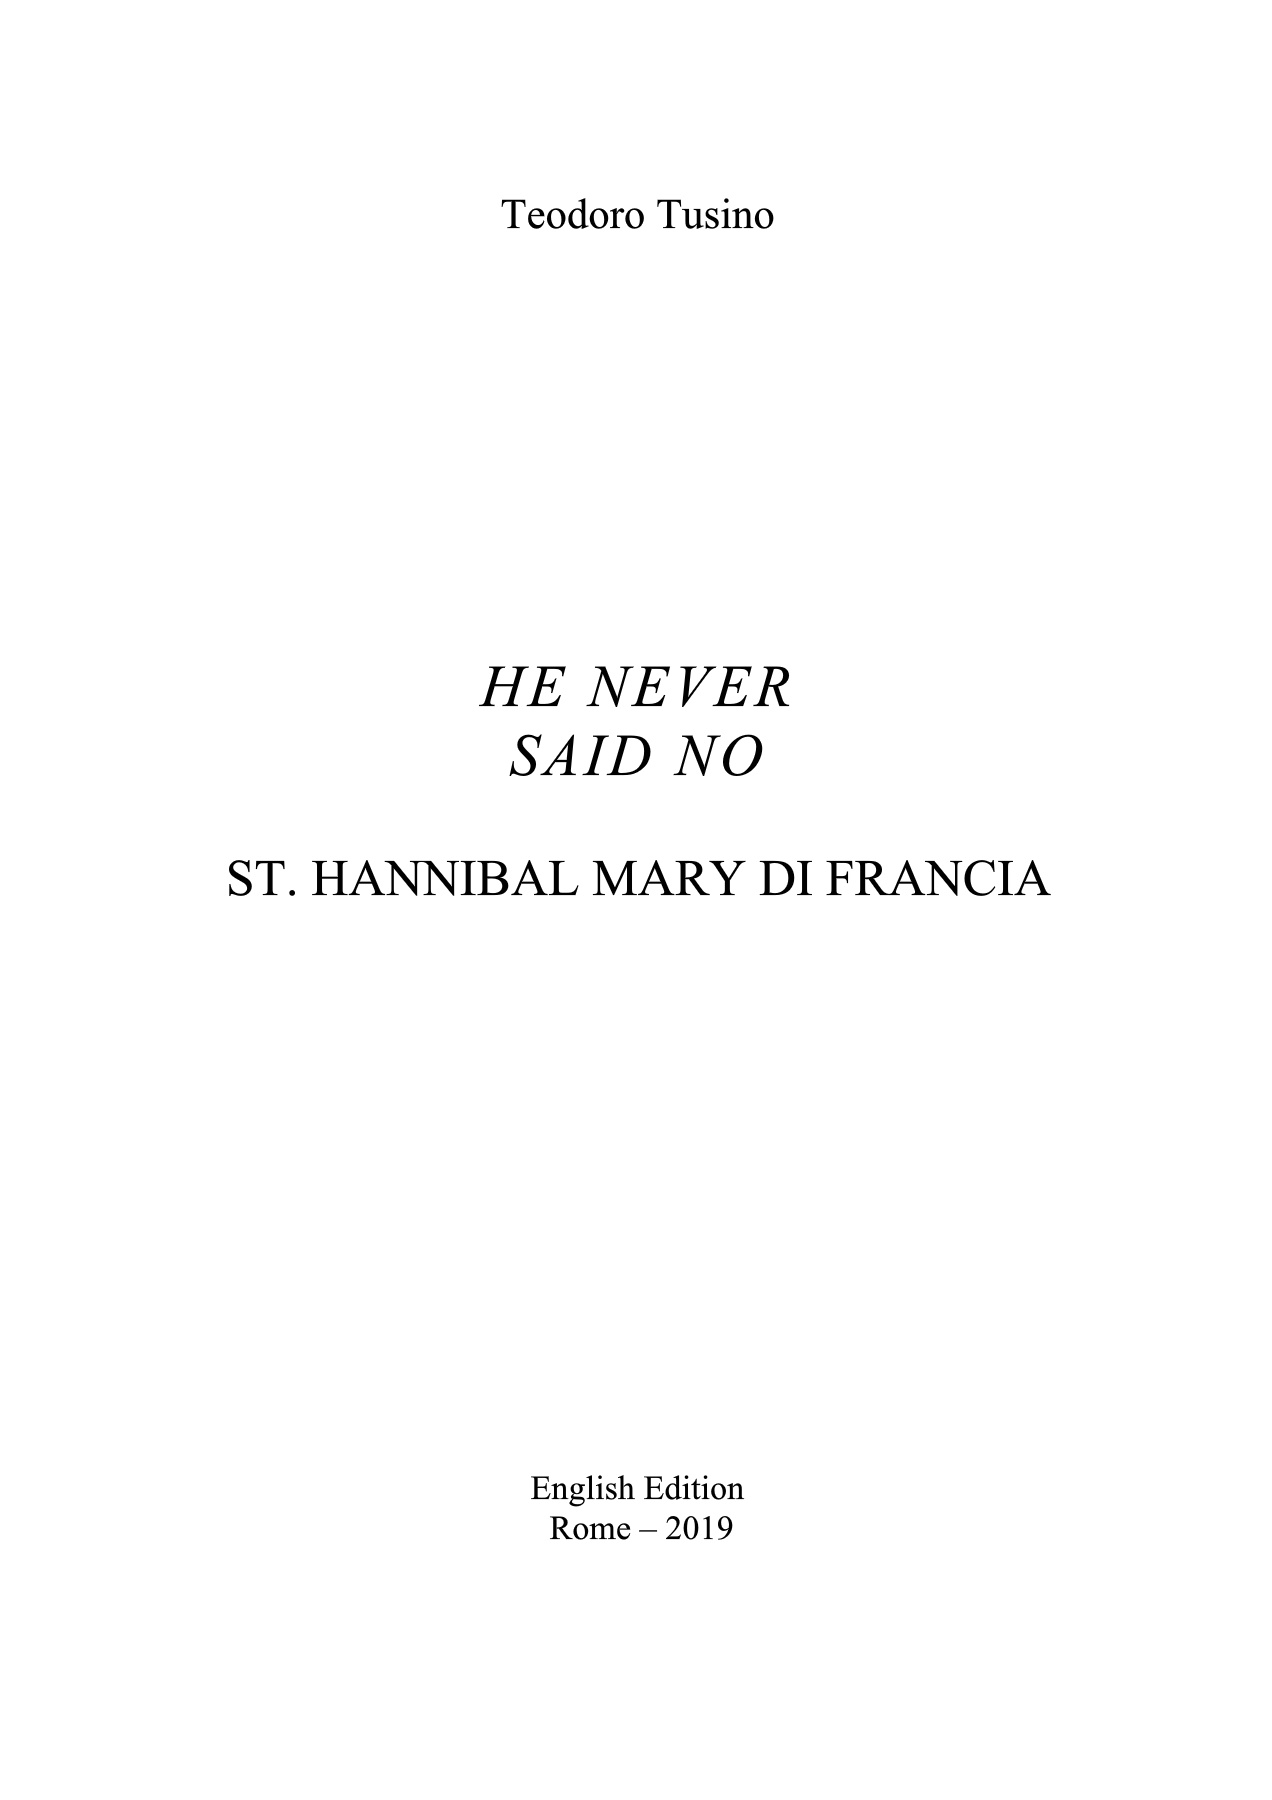 Teodoro Tusino
HE NEVER
SAID NO
ST. HANNIBAL MARY DI FRANCIA
English Edition
Rome – 2019